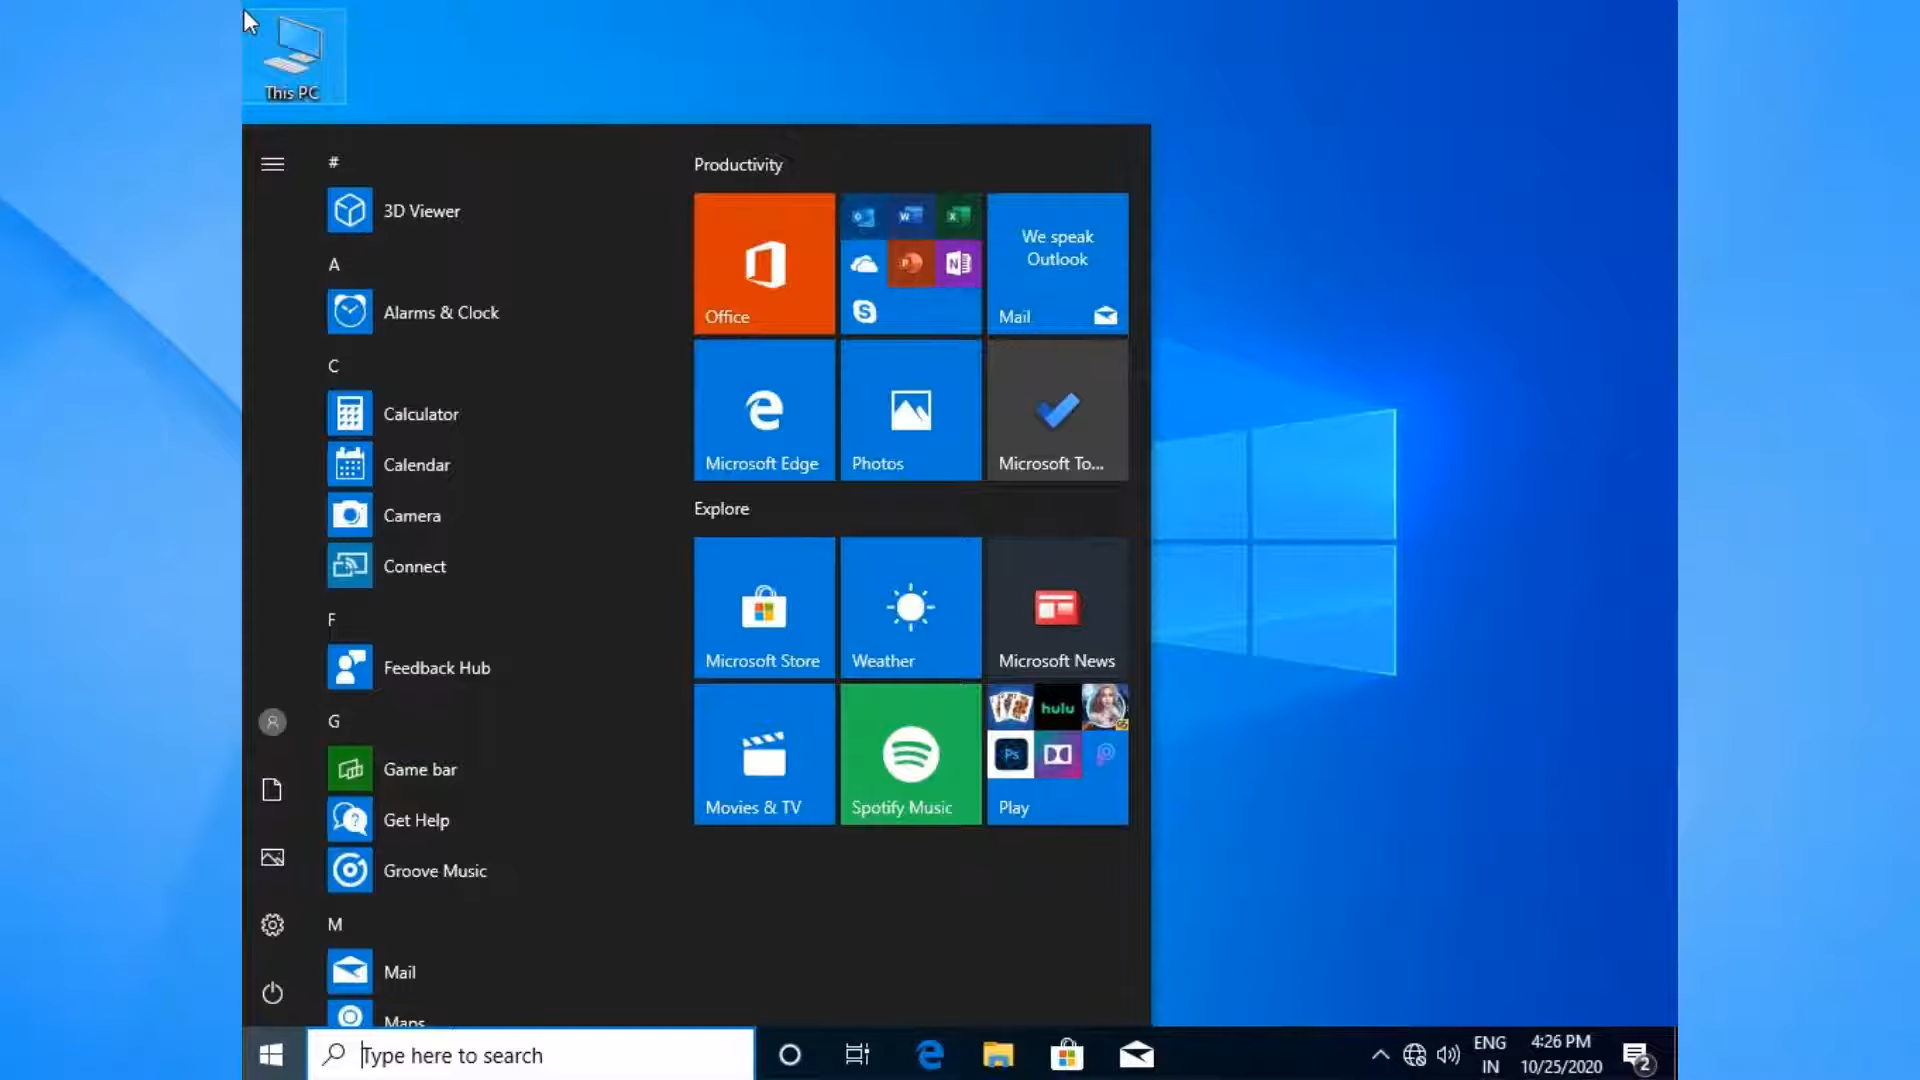 This PC
#
3D Viewer
A
Alarms & Clock
C
Calculator
Calendar
Camera
Connect
F
Feedback Hub
G
Game bar
Get Help
Groove Music
M
Mail
Maps
Productivity
Office
We speak
Outlook
Mail
Microsoft Edge
Photos
Microsoft To...
Explore
Microsoft Store
Weather
Microsoft News
Movies & TV
Spotify Music
hulu
Ps
Play
Type here to search
ENG
IN
4:26 PM
10/25/2020
2